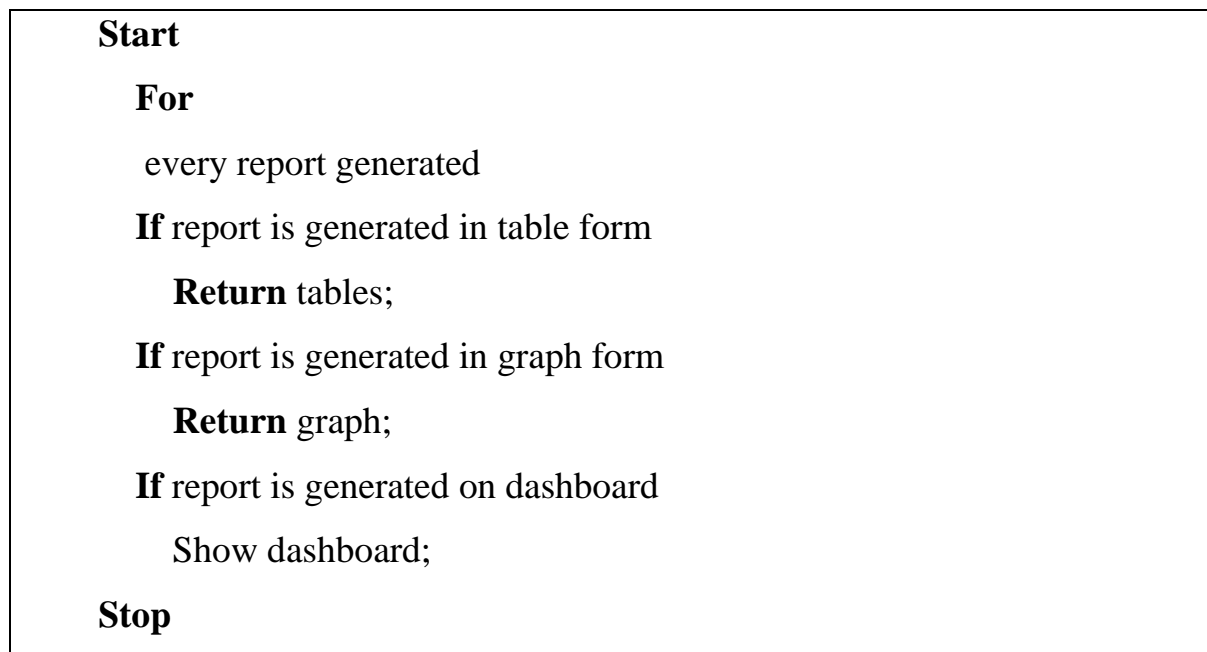 Start
For
every report generated
If report is generated in table form
Return tables;
If report is generated in graph form
Return graph;
If report is generated on dashboard
Show dashboard;
Stop